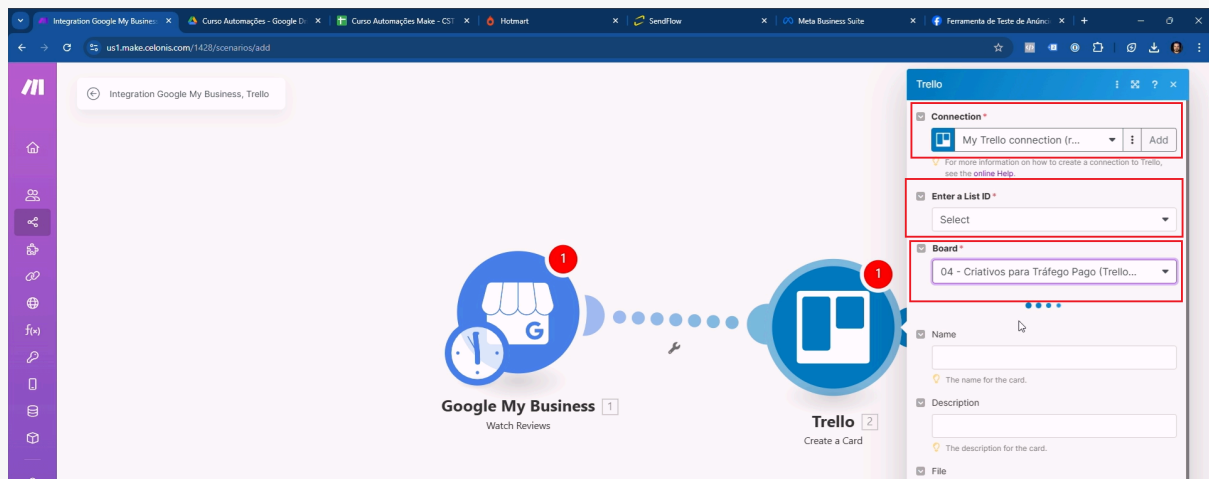 Integration Google My Busines
Curso Automações - Google Dr
Curso Automações Make - CST
Hotmart
SendFlow
Meta Business Suite
Ferramenta de Teste de Anúnci
us1.make.celonis.com/1428/scenarios/add
Integration Google My Business, Trello
Trello
Connection *
My Trello connection (r...
Add
For more information on how to create a connection to Trello,
see the online Help.
Enter a List ID *
Select
Board *
04 - Criativos para Tráfego Pago (Trello...
Name
The name for the card.
Description
The description for the card.
File
1
1
G
Google My Business 1
Watch Reviews
Trello 2
Create a Card
f(x)